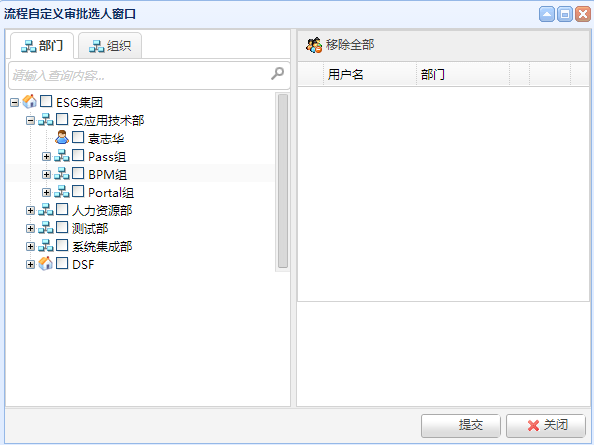 流程自定义审批选人窗口
部门 组织
移除全部
请输入查询内容...
用户名 部门
ESG集团
云应用技术部
袁志华
Pass组
BPM组
Portal组
人力资源部
测试部
系统集成部
DSF
提交 关闭